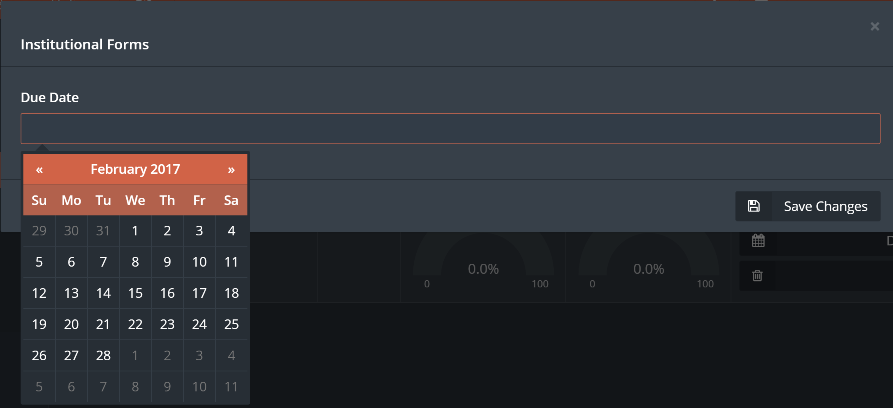 ×
Institutional Forms
Due Date
« February 2017 »
Su Mo Tu We Th Fr Sa
29 30 31 1 2 3 4
5 6 7 8 9 10 11
12 13 14 15 16 17 18
19 20 21 22 23 24 25
26 27 28 1 2 3 4
5 6 7 8 9 10 11
Save Changes
0.0% 0.0%
0 100 0 100